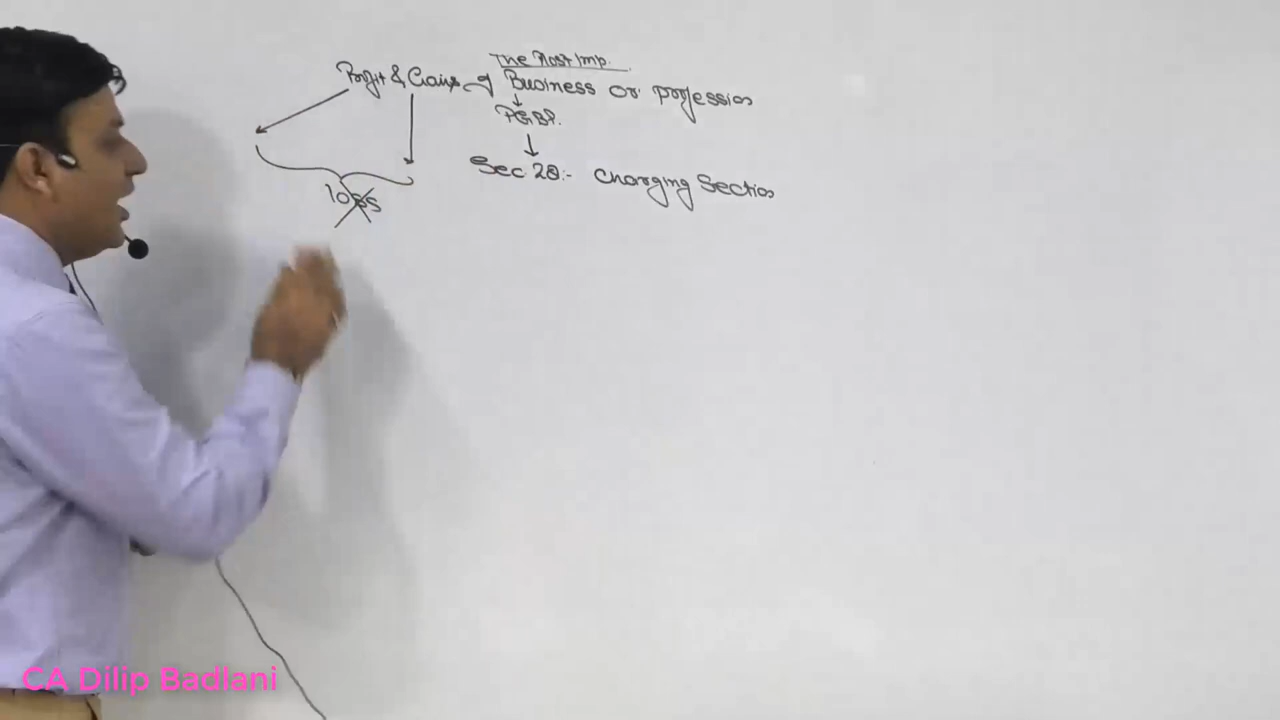 The Most Imp.
Profit & Gains of Business or profession
PGBP.
Sec 28:- Charging Section
loss
CA Dilip Badlani